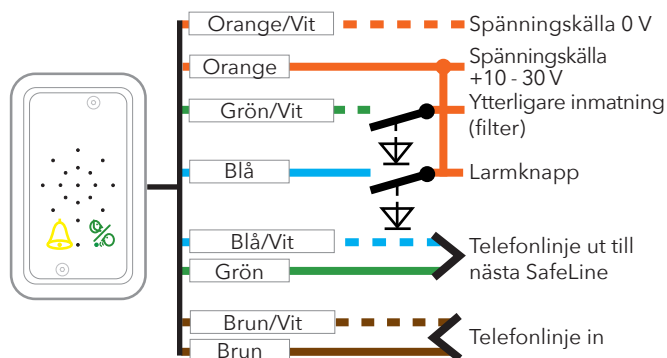 Orange/Vit
Spänningskälla 0 V
Orange
Spänningskälla
+10 - 30 V
Grön/Vit
Ytterligare inmatning
(filter)
Blå
Larmknapp
Blå/Vit
Grön
Telefonlinje ut till
nästa SafeLine
Brun/Vit
Brun
Telefonlinje in